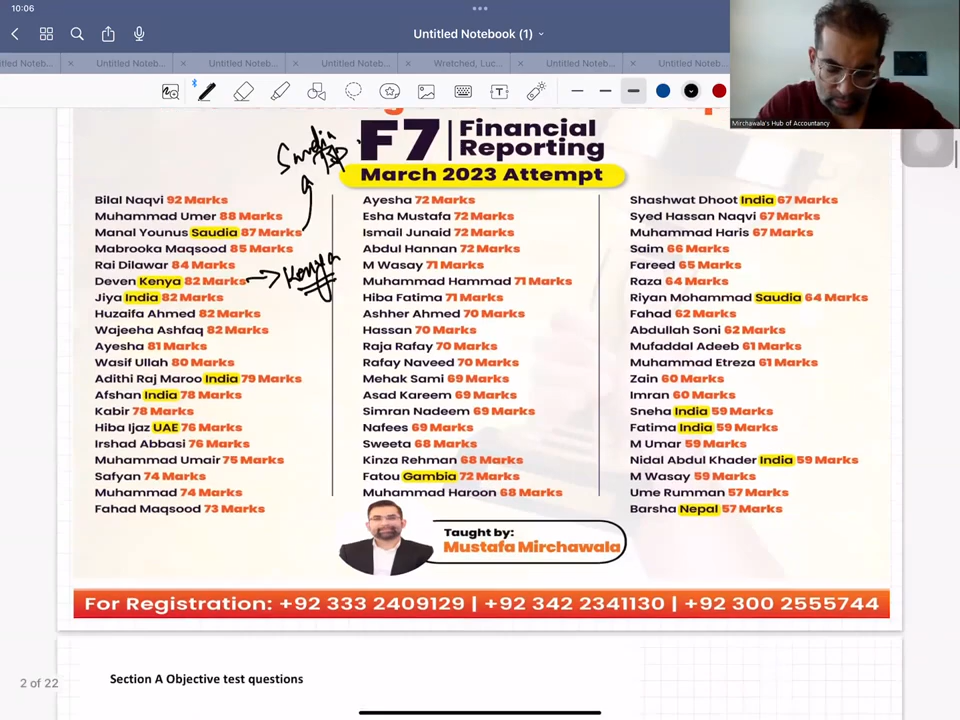 10:06
Untitled Notebook (1)
Untitled Noteb...
Untitled Noteb...
Untitled Noteb...
Wretched, Luc...
Untitled Noteb...
Untitled Noteb...
Mirchawala's Hub of Accountancy
F7 Financial Reporting
March 2023 Attempt
Bilal Naqvi 92 Marks
Muhammad Umer 88 Marks
Manal Younus Saudia 87 Marks
Mabrooka Maqsood 85 Marks
Rai Dilawar 84 Marks
Deven Kenya 82 Marks
Kenya
Jiya India 82 Marks
Huzaifa Ahmed 82 Marks
Wajeeha Ashfaq 82 Marks
Ayesha 81 Marks
Wasif Ullah 80 Marks
Adithi Raj Maroo India 79 Marks
Afshan India 78 Marks
Kabir 78 Marks
Hiba Ijaz UAE 76 Marks
Irshad Abbasi 76 Marks
Muhammad Umair 75 Marks
Safyan 74 Marks
Muhammad 74 Marks
Fahad Maqsood 73 Marks
Ayesha 72 Marks
Esha Mustafa 72 Marks
Ismail Junaid 72 Marks
Abdul Hannan 72 Marks
M Wasay 71 Marks
Muhammad Hammad 71 Marks
Hiba Fatima 71 Marks
Ashher Ahmed 70 Marks
Hassan 70 Marks
Raja Rafay 70 Marks
Rafay Naveed 70 Marks
Mehak Sami 69 Marks
Asad Kareem 69 Marks
Simran Nadeem 69 Marks
Nafees 69 Marks
Sweeta 68 Marks
Kinza Rehman 68 Marks
Fatou Gambia 72 Marks
Muhammad Haroon 68 Marks
Shashwat Dhoot India 67 Marks
Syed Hassan Naqvi 67 Marks
Muhammad Haris 67 Marks
Saim 66 Marks
Fareed 65 Marks
Raza 64 Marks
Riyan Mohammad Saudia 64 Marks
Fahad 62 Marks
Abdullah Soni 62 Marks
Mufaddal Adeeb 61 Marks
Muhammad Etreza 61 Marks
Zain 60 Marks
Imran 60 Marks
Sneha India 59 Marks
Fatima India 59 Marks
M Umar 59 Marks
Nidal Abdul Khader India 59 Marks
M Wasay 59 Marks
Ume Rumman 57 Marks
Barsha Nepal 57 Marks
Taught by:
Mustafa Mirchawala
For Registration: +92 333 2409129 | +92 342 2341130 | +92 300 2555744
2 of 22
Section A Objective test questions